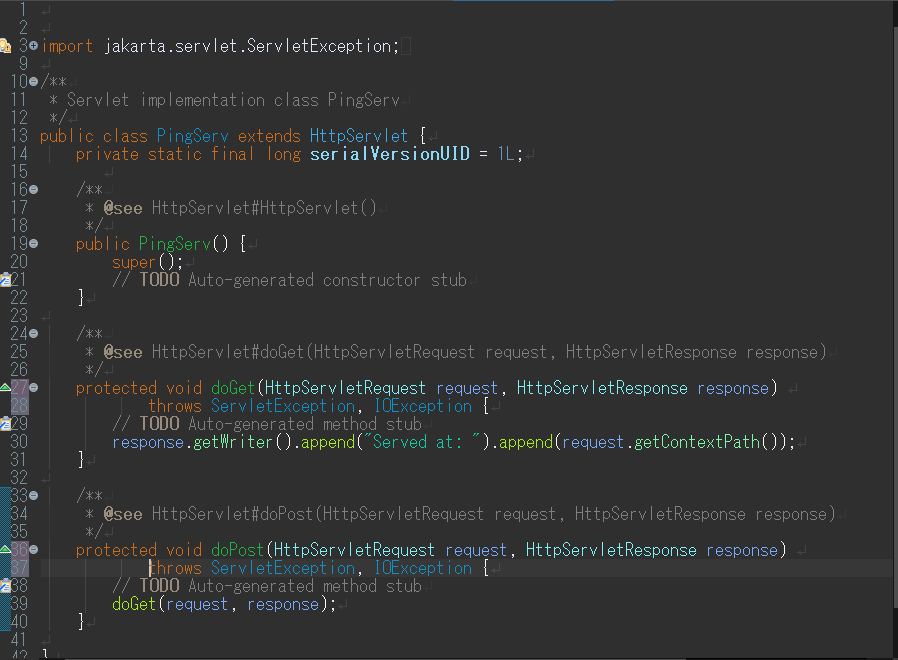 1
2
3 import jakarta.servlet.ServletException;
9
10 /**
11  * Servlet implementation class PingServ
12  */
13 public class PingServ extends HttpServlet {
14     private static final long serialVersionUID = 1L;
15
16     /**
17      * @see HttpServlet#HttpServlet()
18      */
19     public PingServ() {
20         super();
21         // TODO Auto-generated constructor stub
22     }
23
24     /**
25      * @see HttpServlet#doGet(HttpServletRequest request, HttpServletResponse response)
26      */
27     protected void doGet(HttpServletRequest request, HttpServletResponse response)
28             throws ServletException, IOException {
29         // TODO Auto-generated method stub
30         response.getWriter().append("Served at: ").append(request.getContextPath());
31     }
32
33     /**
34      * @see HttpServlet#doPost(HttpServletRequest request, HttpServletResponse response)
35      */
36     protected void doPost(HttpServletRequest request, HttpServletResponse response)
37             throws ServletException, IOException {
38         // TODO Auto-generated method stub
39         doGet(request, response);
40     }
41
42 }